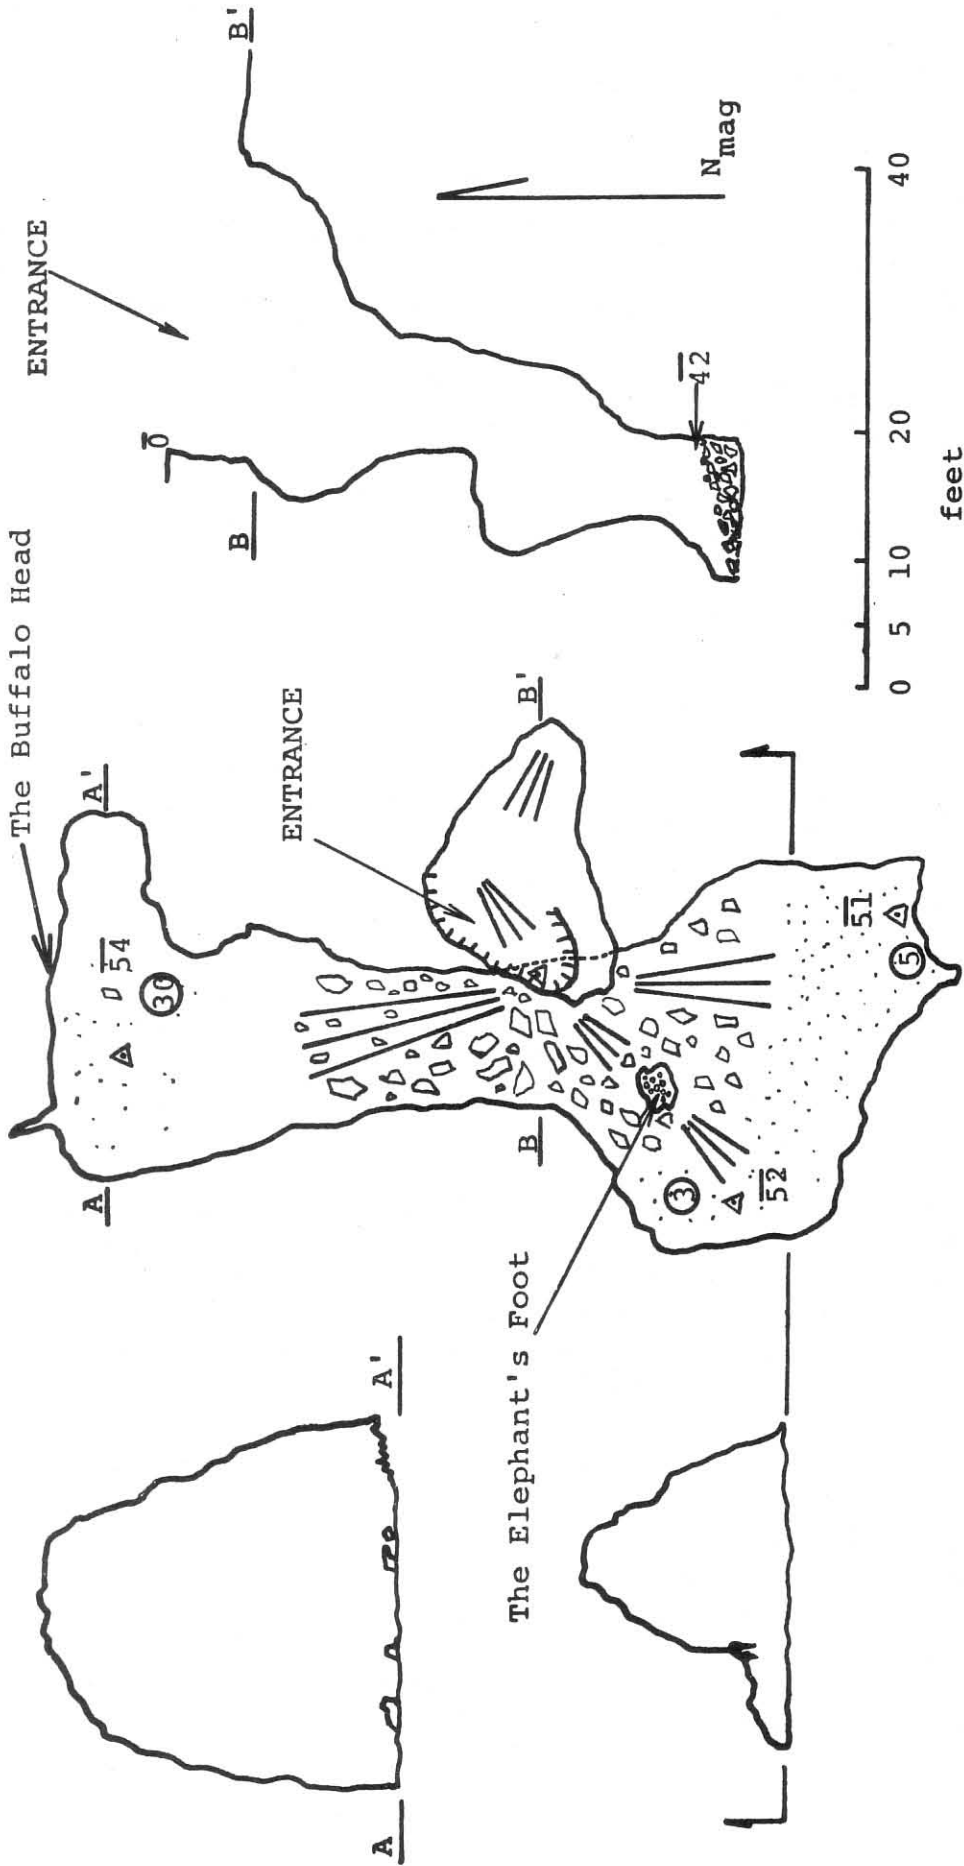 The Buffalo Head
ENTRANCE
A
A'
B'
0
B
A
A'
54
30
ENTRANCE
B
B'
42
N mag
The Elephant's Foot
3
52
51
5
0 5 10 20 40
feet